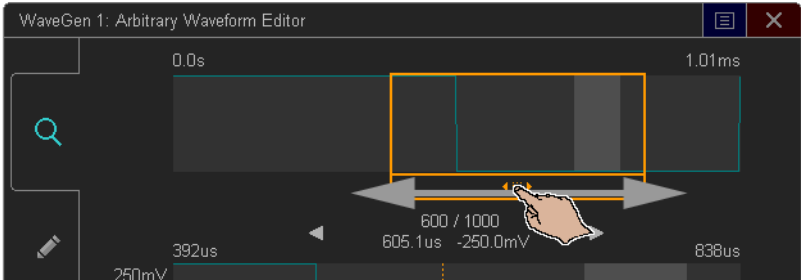 WaveGen 1: Arbitrary Waveform Editor
0.0s 1.01ms
600 / 1000
605.1us -250.0mV
392us 838us
250mV